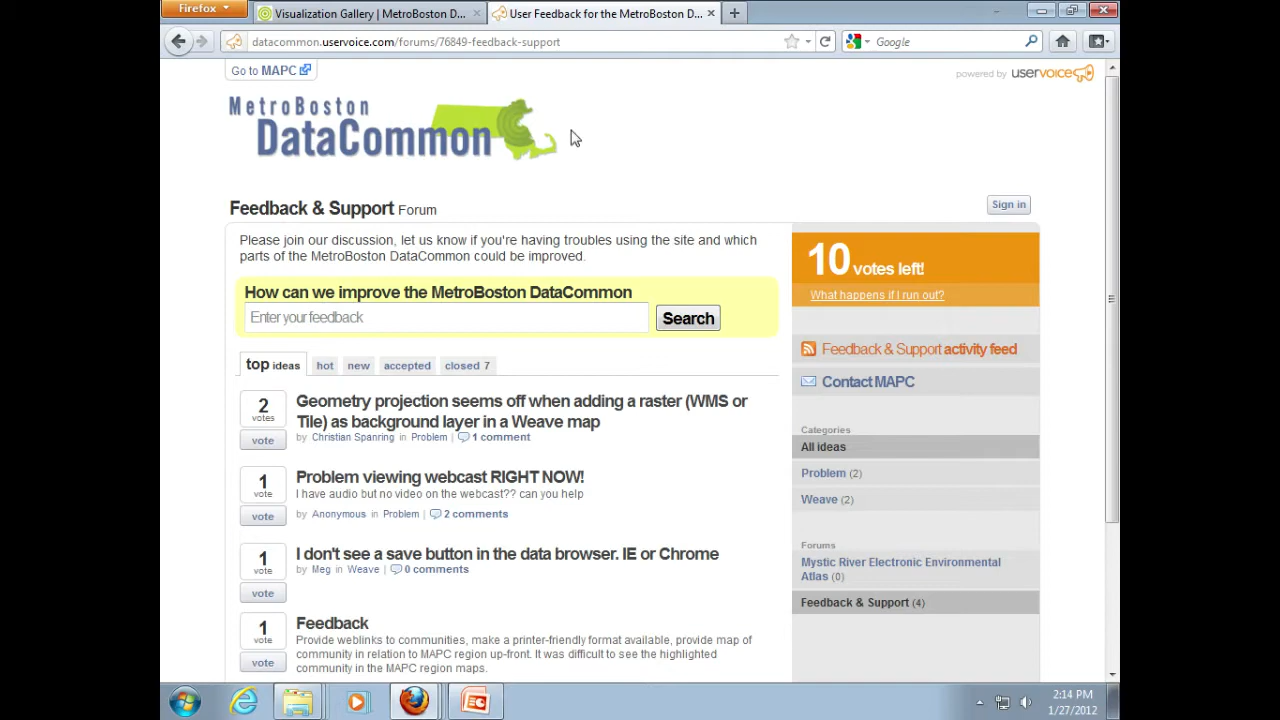 Firefox
Visualization Gallery | MetroBoston D...
User Feedback for the MetroBoston D...
datacommon.uservoice.com/forums/76849-feedback-support
Google
Go to MAPC
powered by uservoice
MetroBoston
DataCommon
Feedback & Support Forum
Sign in
Please join our discussion, let us know if you're having troubles using the site and which
parts of the MetroBoston DataCommon could be improved.
How can we improve the MetroBoston DataCommon
Enter your feedback
Search
10 votes left!
What happens if I run out?
Feedback & Support activity feed
Contact MAPC
top ideas
hot
new
accepted
closed 7
2
votes
vote
Geometry projection seems off when adding a raster (WMS or
Tile) as background layer in a Weave map
by Christian Spanring in Problem | 1 comment
1
vote
vote
Problem viewing webcast RIGHT NOW!
I have audio but no video on the webcast?? can you help
by Anonymous in Problem | 2 comments
1
vote
vote
I don't see a save button in the data browser. IE or Chrome
by Meg in Weave | 0 comments
1
vote
vote
Feedback
Provide weblinks to communities, make a printer-friendly format available, provide map of
community in relation to MAPC region up-front. It was difficult to see the highlighted
community in the MAPC region maps.
Categories
All ideas
Problem (2)
Weave (2)
Forums
Mystic River Electronic Environmental
Atlas (0)
Feedback & Support (4)
2:14 PM
1/27/2012